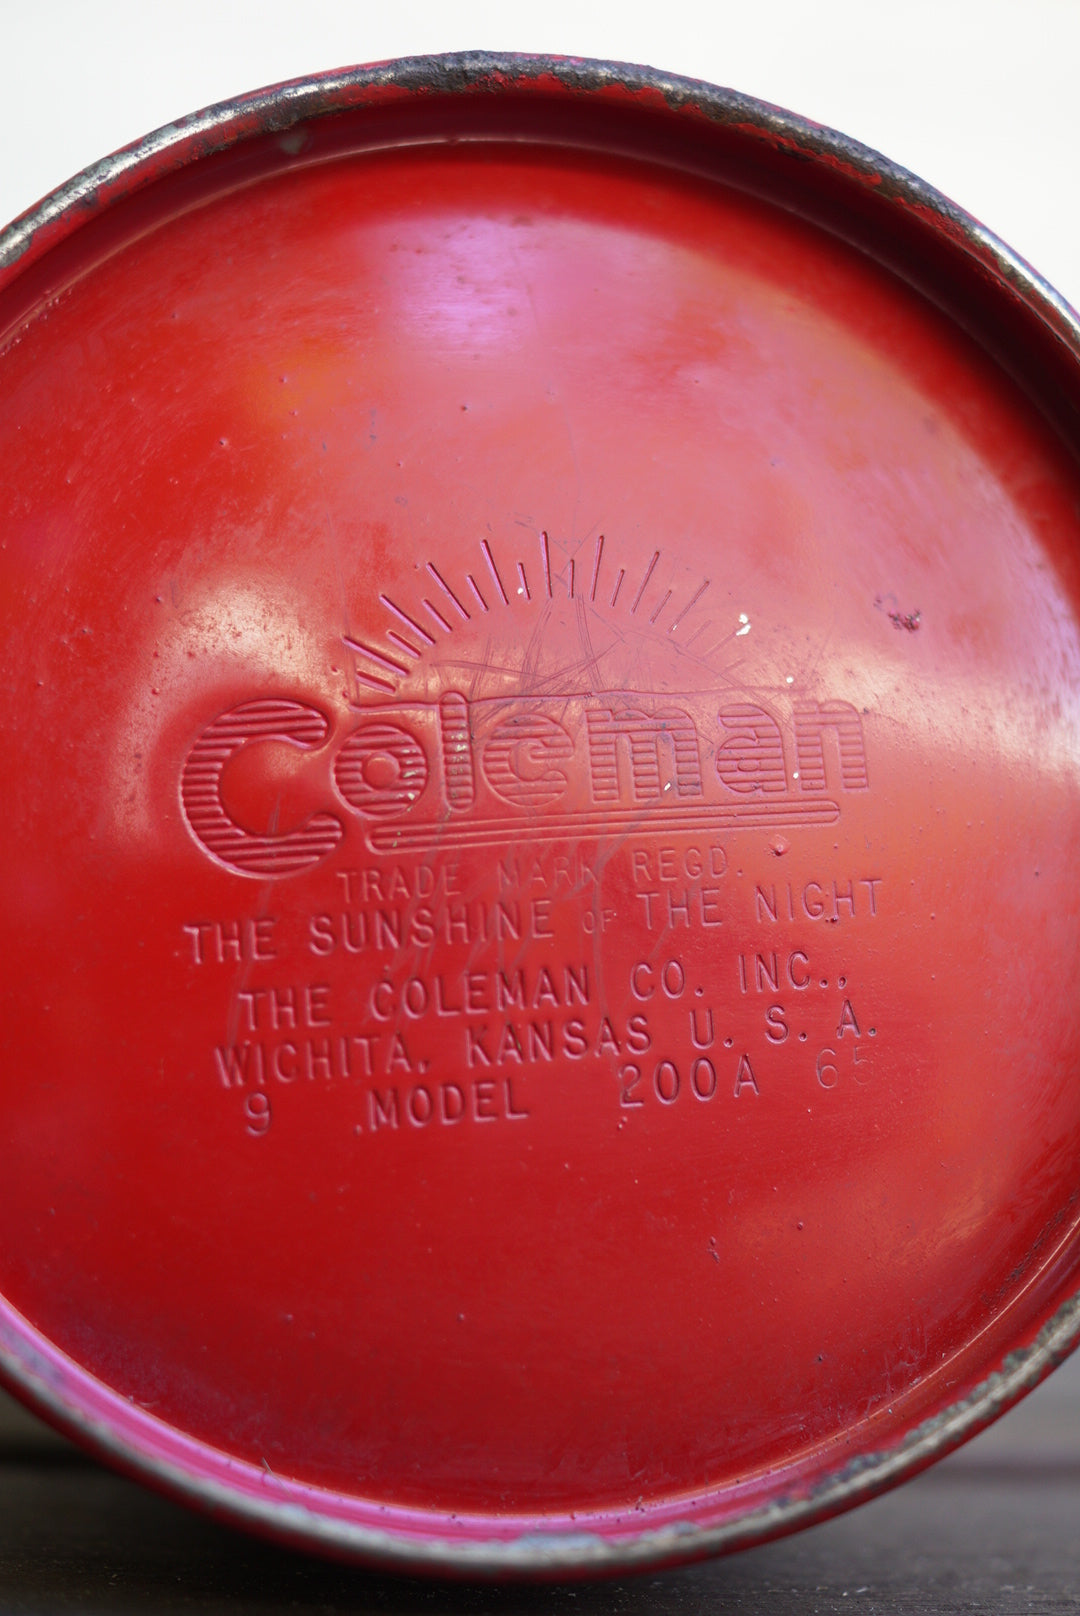 Coleman
TRADE MARK REGD.
THE SUNSHINE OF THE NIGHT
THE COLEMAN CO. INC.,
WICHITA, KANSAS U. S. A.
9 MODEL 200A 65